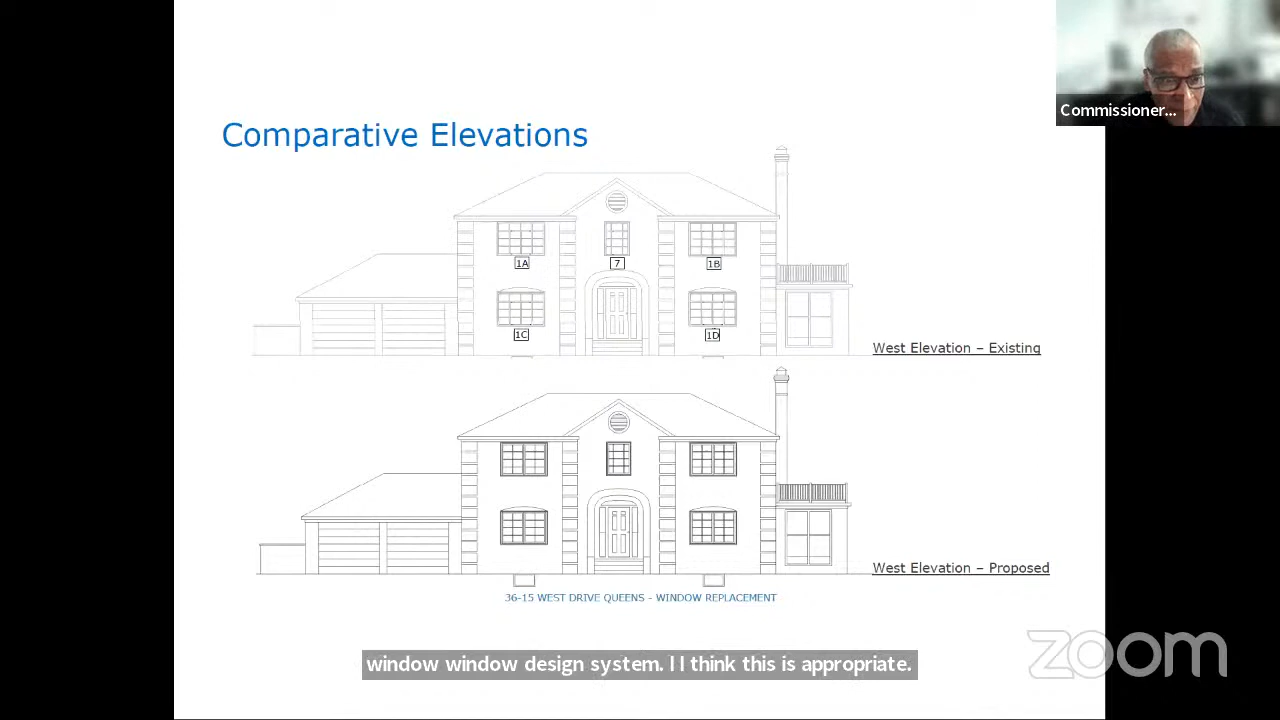 Commissioner...
Comparative Elevations
1A
7
1B
1C
1D
West Elevation – Existing
West Elevation – Proposed
36-15 WEST DRIVE QUEENS - WINDOW REPLACEMENT
window window design system. I I think this is appropriate.
zoom